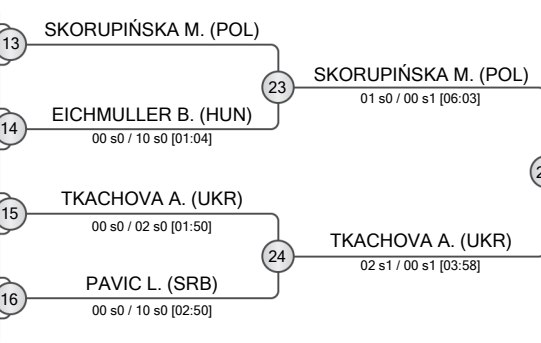 13
SKORUPIŃSKA M. (POL)
23
SKORUPIŃSKA M. (POL)
01 s0 / 00 s1 [06:03]
14
EICHMULLER B. (HUN)
00 s0 / 10 s0 [01:04]
15
TKACHOVA A. (UKR)
00 s0 / 02 s0 [01:50]
24
TKACHOVA A. (UKR)
02 s1 / 00 s1 [03:58]
16
PAVIC L. (SRB)
00 s0 / 10 s0 [02:50]